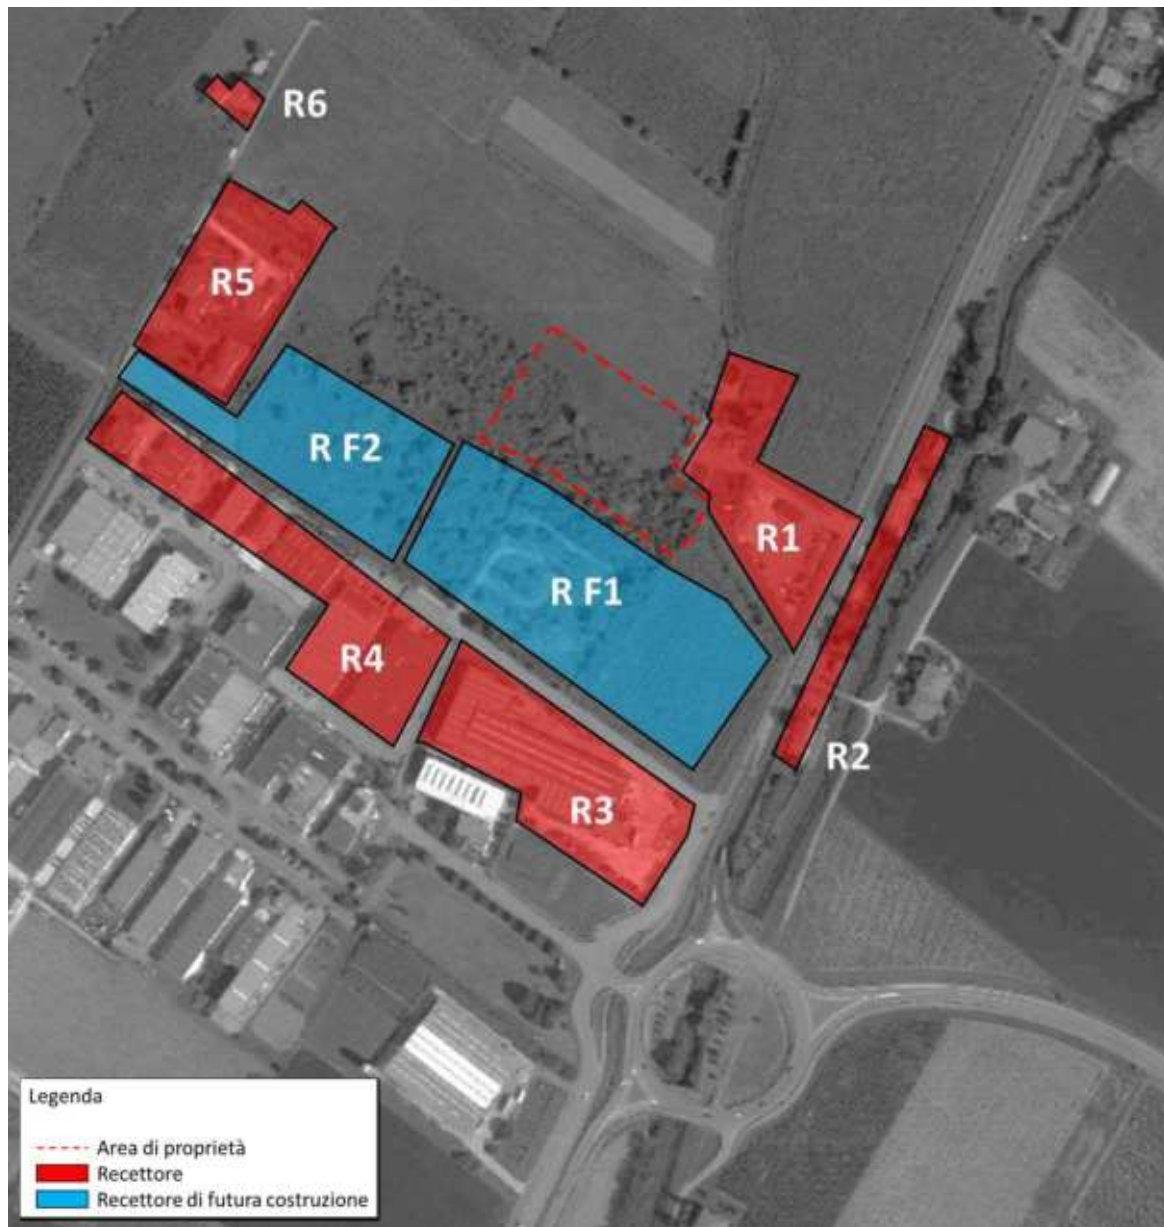 R6
R5
R F2
R1
R F1
R4
R2
R3
Legenda
Area di proprietà
Recettore
Recettore di futura costruzione